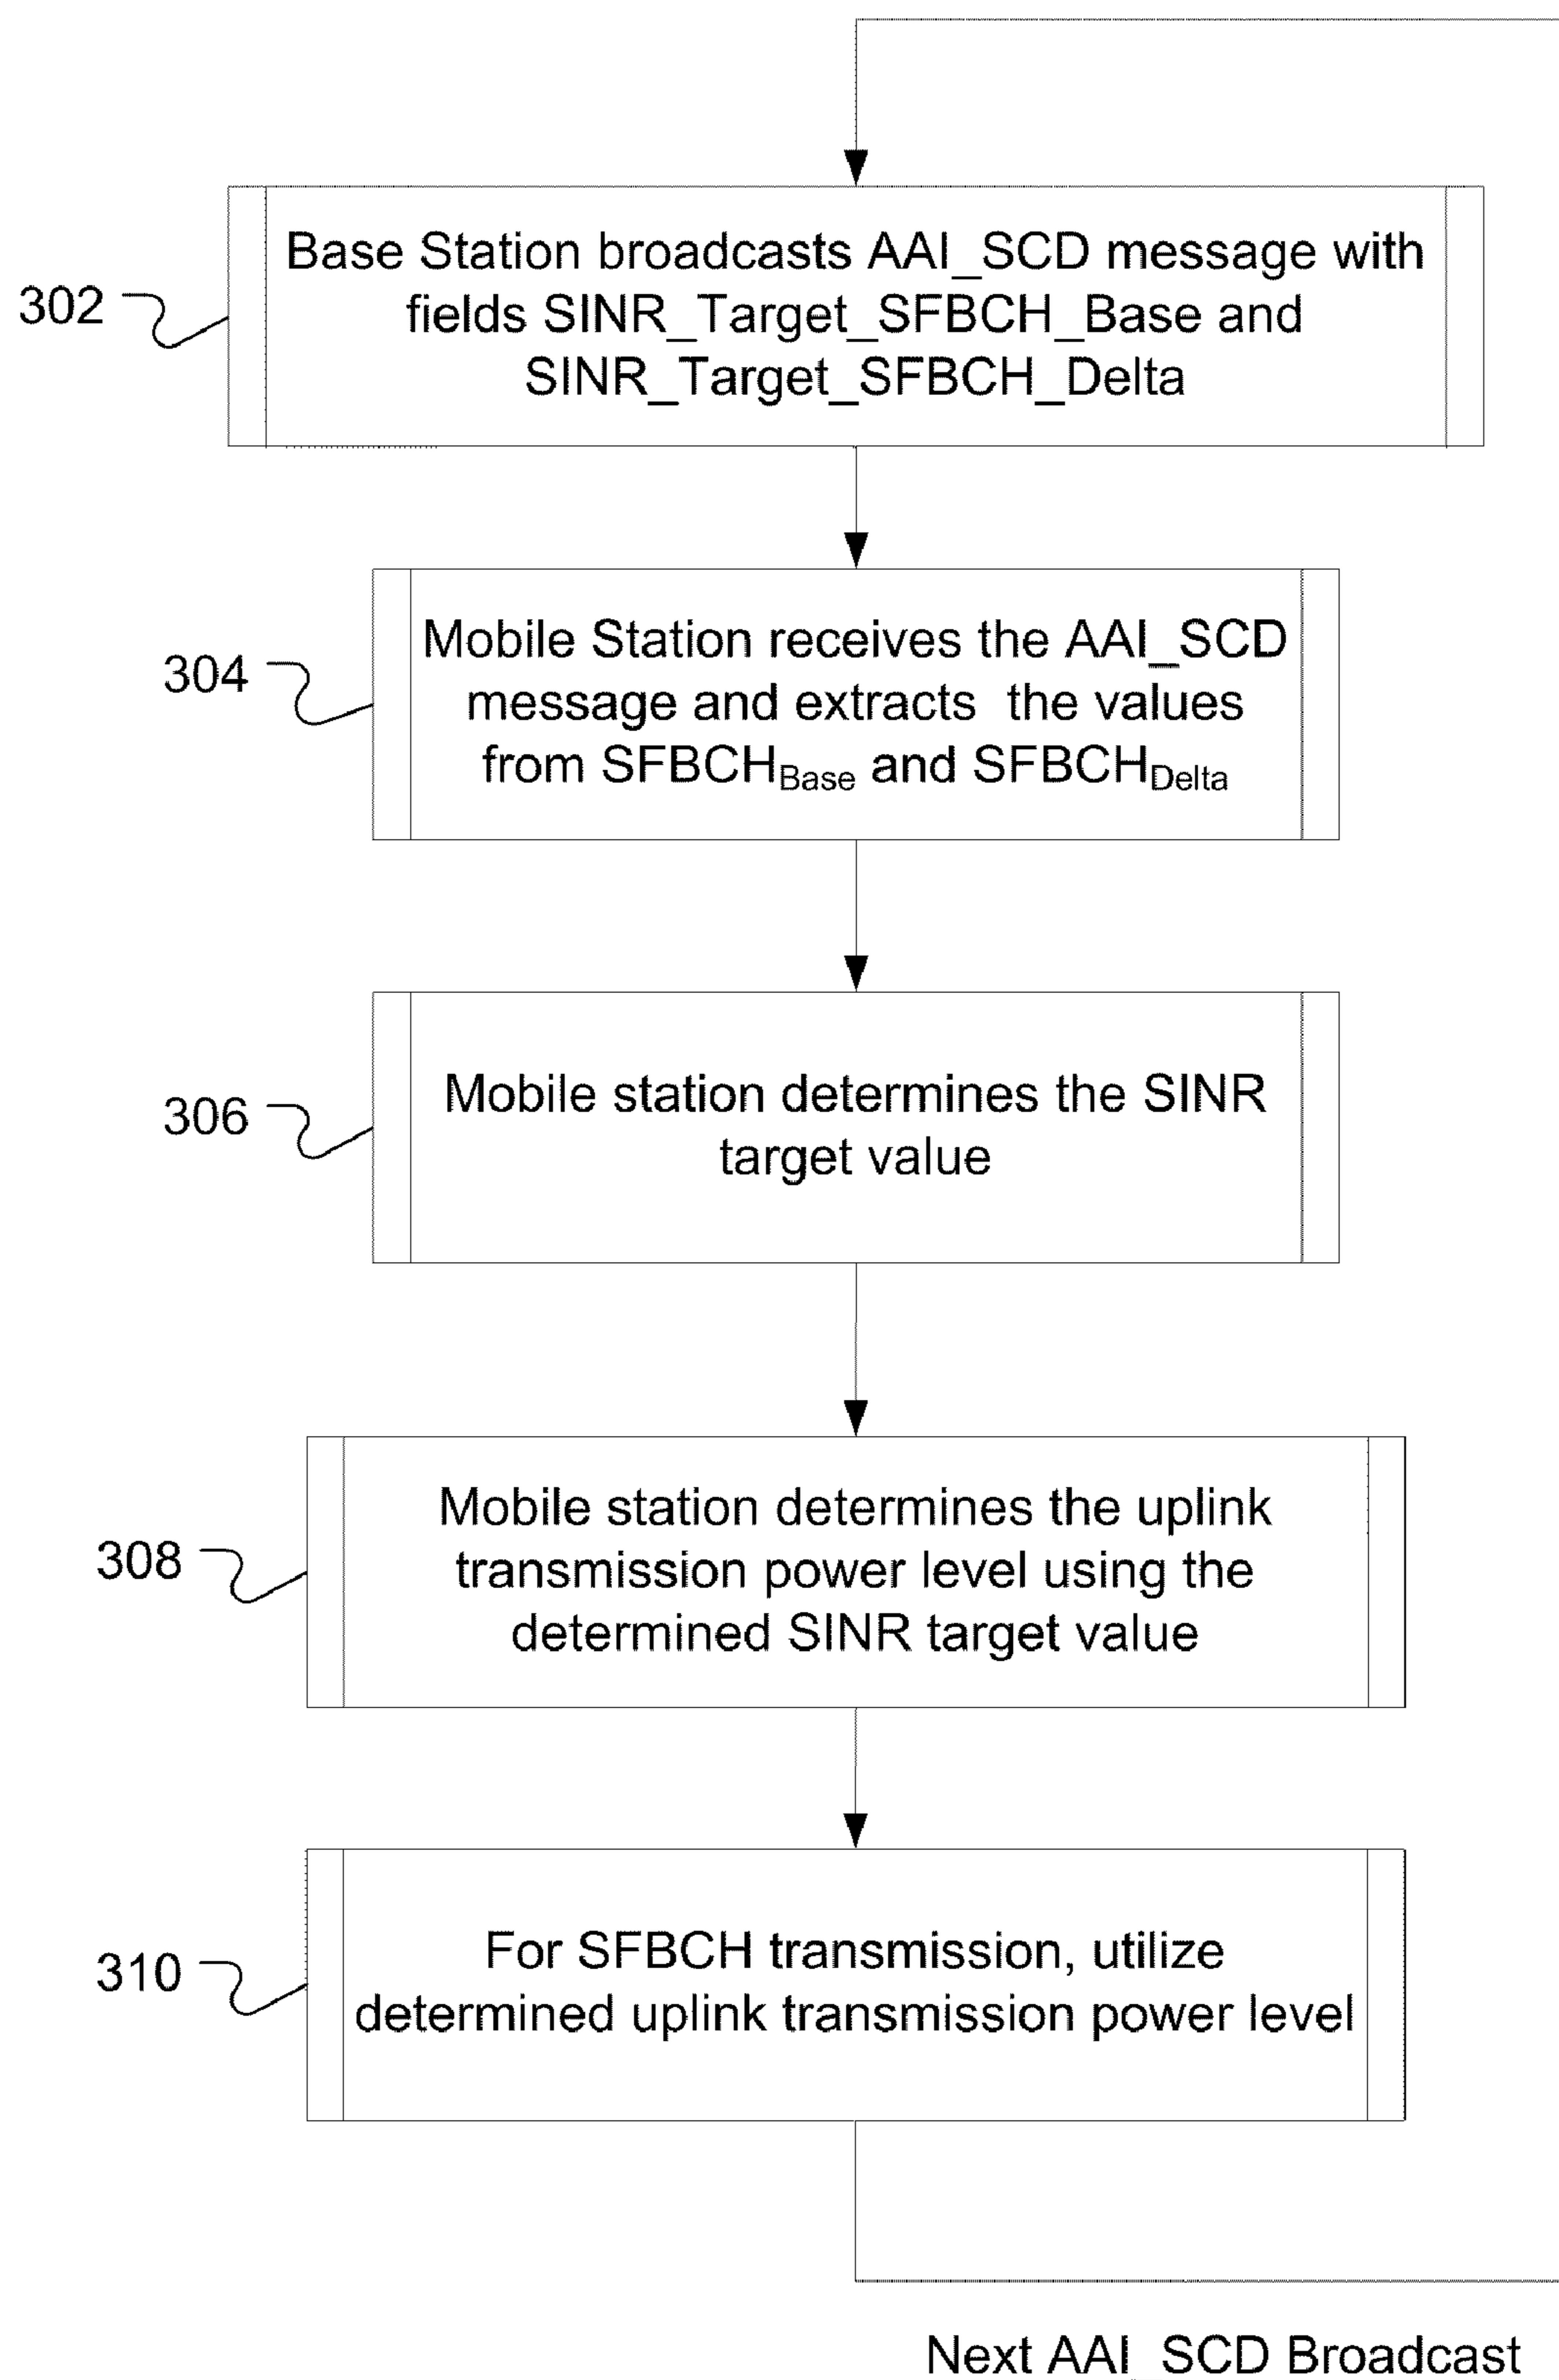 302
Base Station broadcasts AAI_SCD message with
fields SINR_Target_SFBCH_Base and
SINR_Target_SFBCH_Delta
304
Mobile Station receives the AAI_SCD
message and extracts the values
from SFBCHBase and SFBCHDelta
306
Mobile station determines the SINR
target value
308
Mobile station determines the uplink
transmission power level using the
determined SINR target value
310
For SFBCH transmission, utilize
determined uplink transmission power level
Next AAI_SCD Broadcast